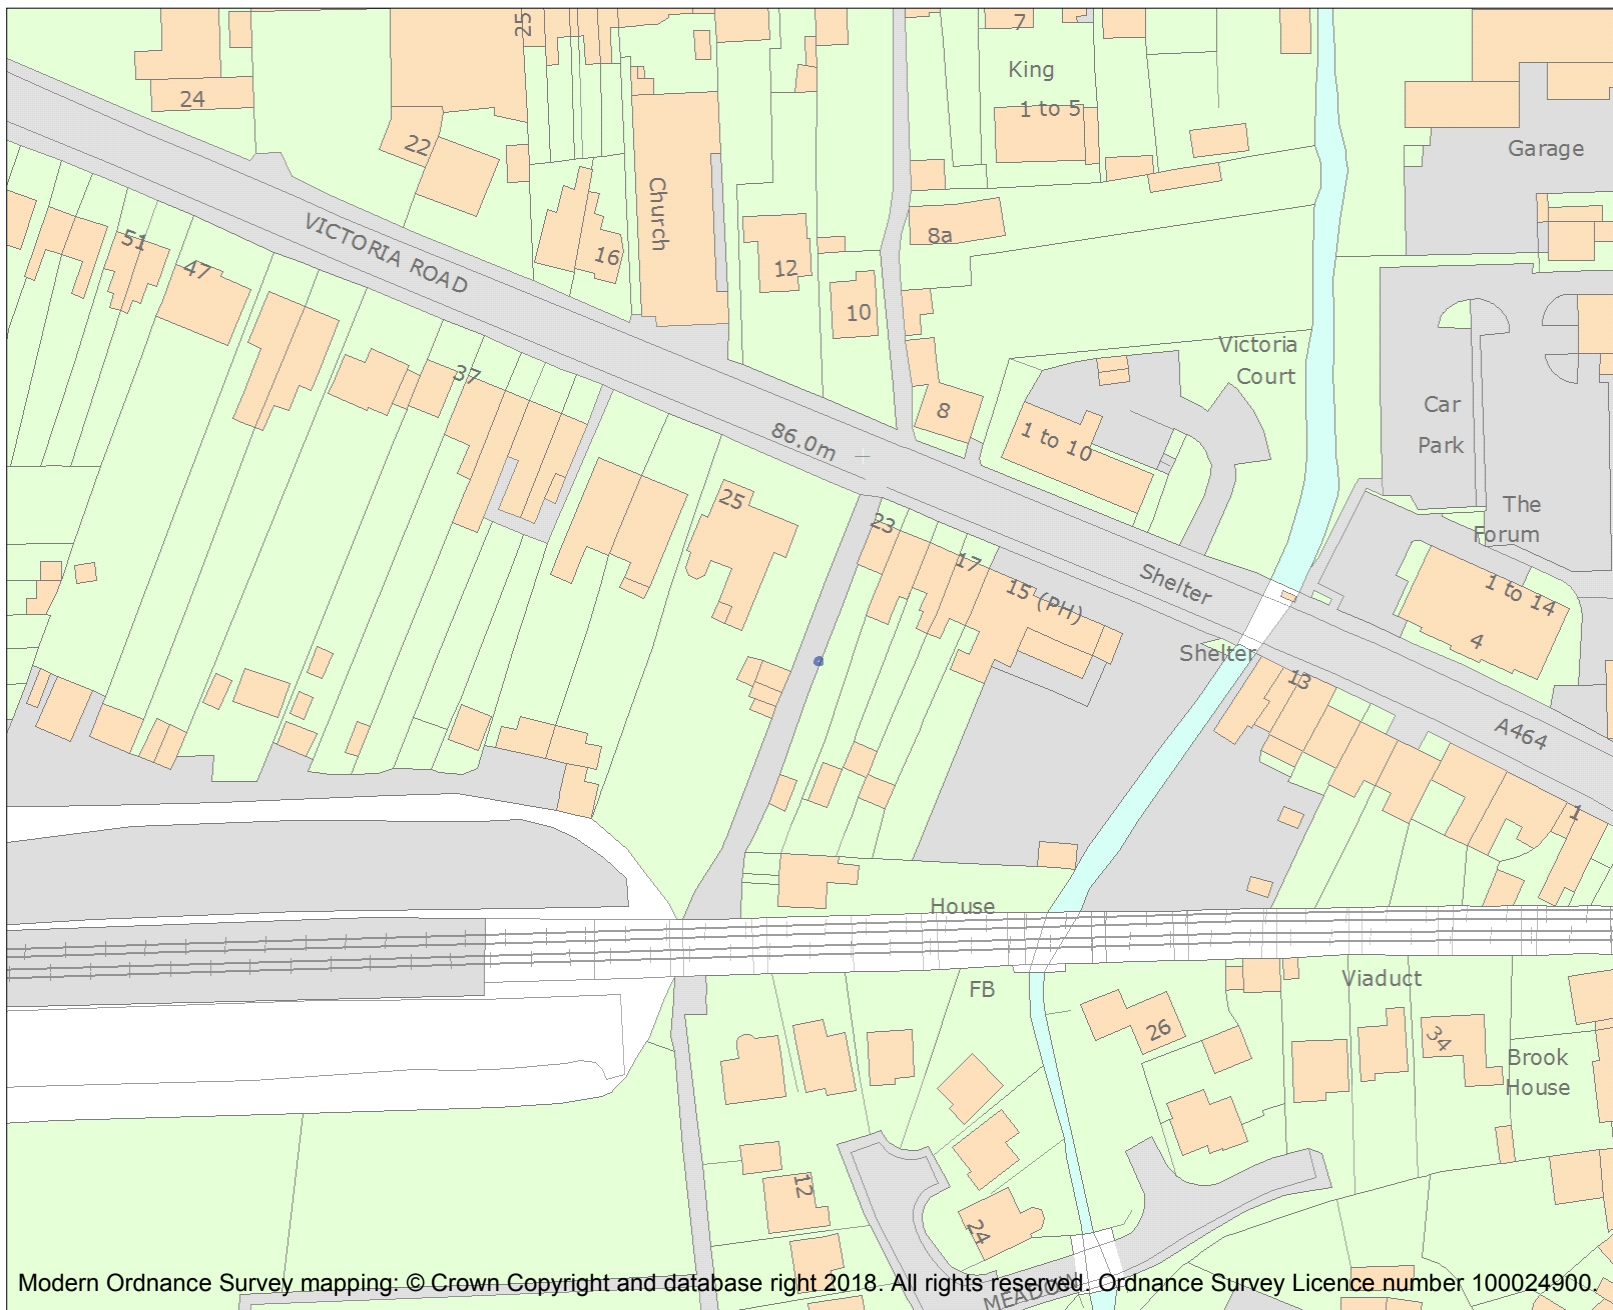 25
7
King
24
1 to 5
22
Garage
Church
8a
51
VICTORIA ROAD
16
47
12
10
Victoria
Court
37
8
Car
Park
86.0m
1 to 10
25
The
Forum
23
17
Shelter
15 (PH)
1 to 14
4
Shelter
13
A464
1
House
FB
Viaduct
26
34
Brook
House
12
24
MEADOW
Modern Ordnance Survey mapping: © Crown Copyright and database right 2018. All rights reserved. Ordnance Survey Licence number 100024900.